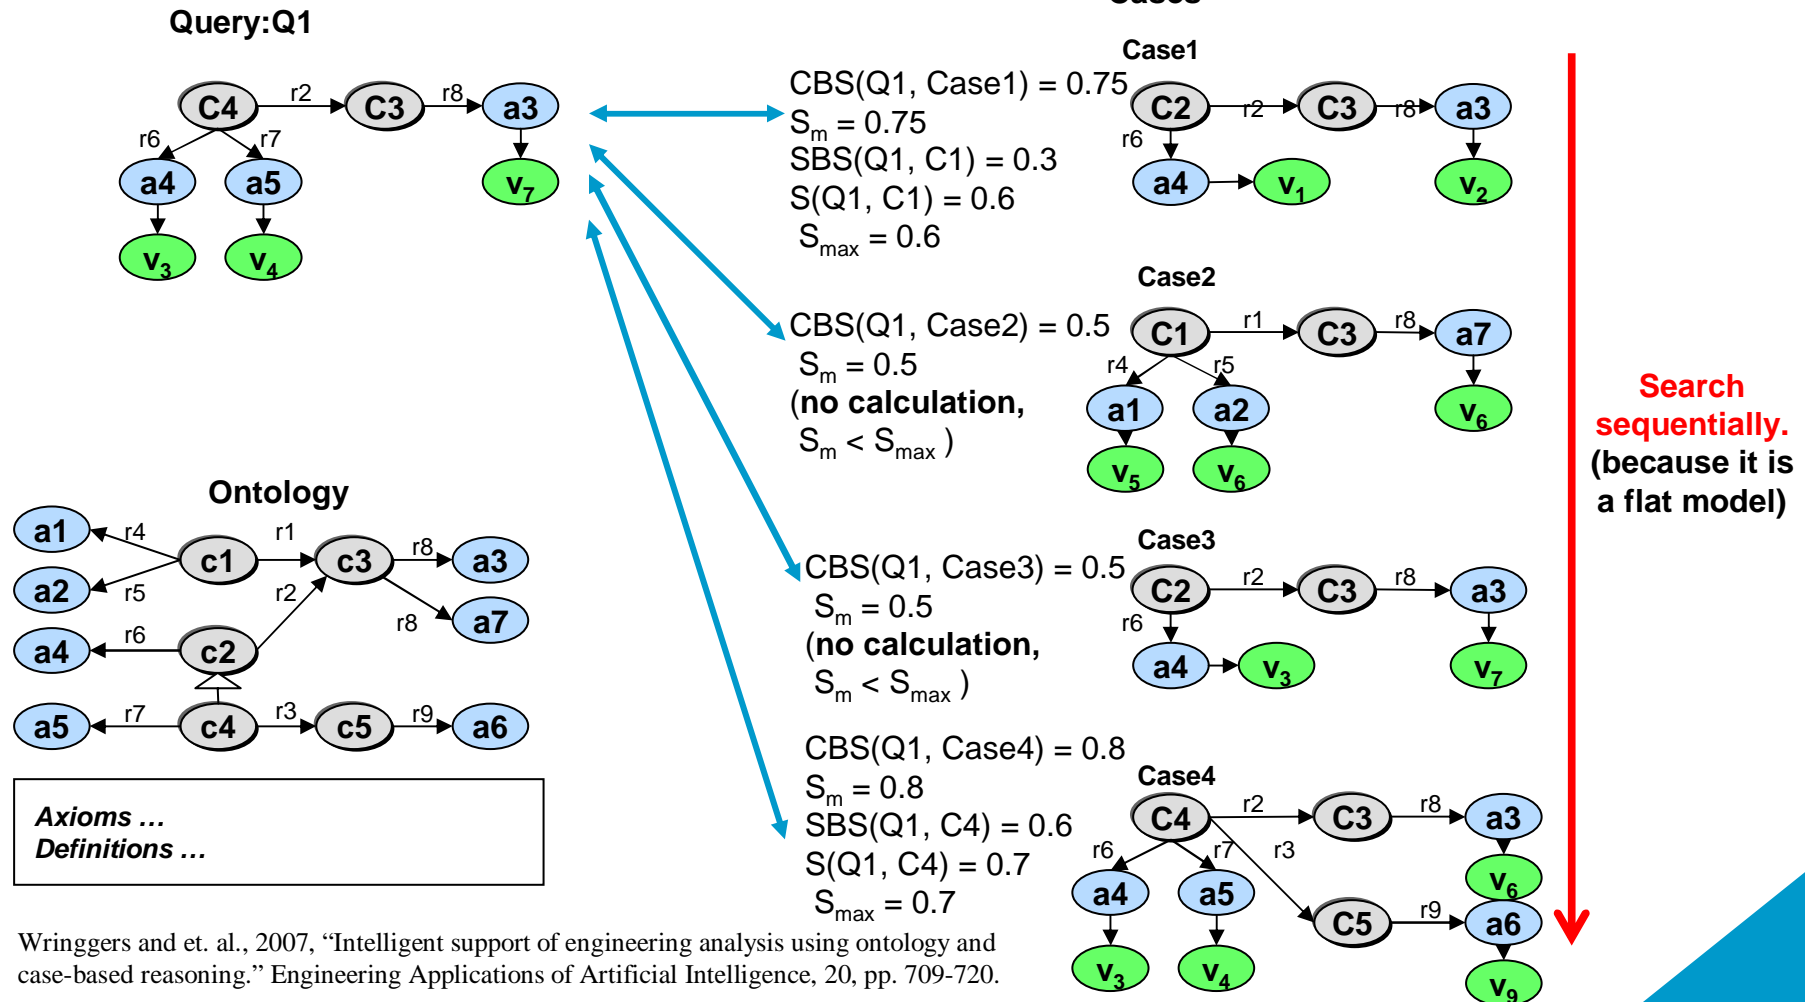 Cases
Query:Q1
C4
r2
C3
r8
a3
r6
r7
a4
a5
v7
v3
v4
CBS(Q1, Case1) = 0.75
Sm = 0.75
SBS(Q1, C1) = 0.3
S(Q1, C1) = 0.6
Smax = 0.6
Case1
C2
r2
C3
r8
a3
r6
a4
v1
v2
CBS(Q1, Case2) = 0.5
Sm = 0.5
(no calculation,
Sm < Smax )
Case2
C1
r1
C3
r8
a7
r4
r5
a1
a2
v6
v5
v6
Search
sequentially.
(because it is
a flat model)
Ontology
a1
r4
r1
c1
c3
r8
a3
a2
r5
r2
r8
a7
a4
r6
c2
a5
r7
c4
r3
c5
r9
a6
Axioms …
Definitions …
CBS(Q1, Case3) = 0.5
Sm = 0.5
(no calculation,
Sm < Smax )
Case3
C2
r2
C3
r8
a3
r6
a4
v3
v7
CBS(Q1, Case4) = 0.8
Sm = 0.8
SBS(Q1, C4) = 0.6
S(Q1, C4) = 0.7
Smax = 0.7
Case4
C4
r2
C3
r8
a3
r6
r7
r3
v6
a4
a5
C5
r9
a6
v3
v4
v9
Wringgers and et. al., 2007, “Intelligent support of engineering analysis using ontology and
case-based reasoning.” Engineering Applications of Artificial Intelligence, 20, pp. 709-720.